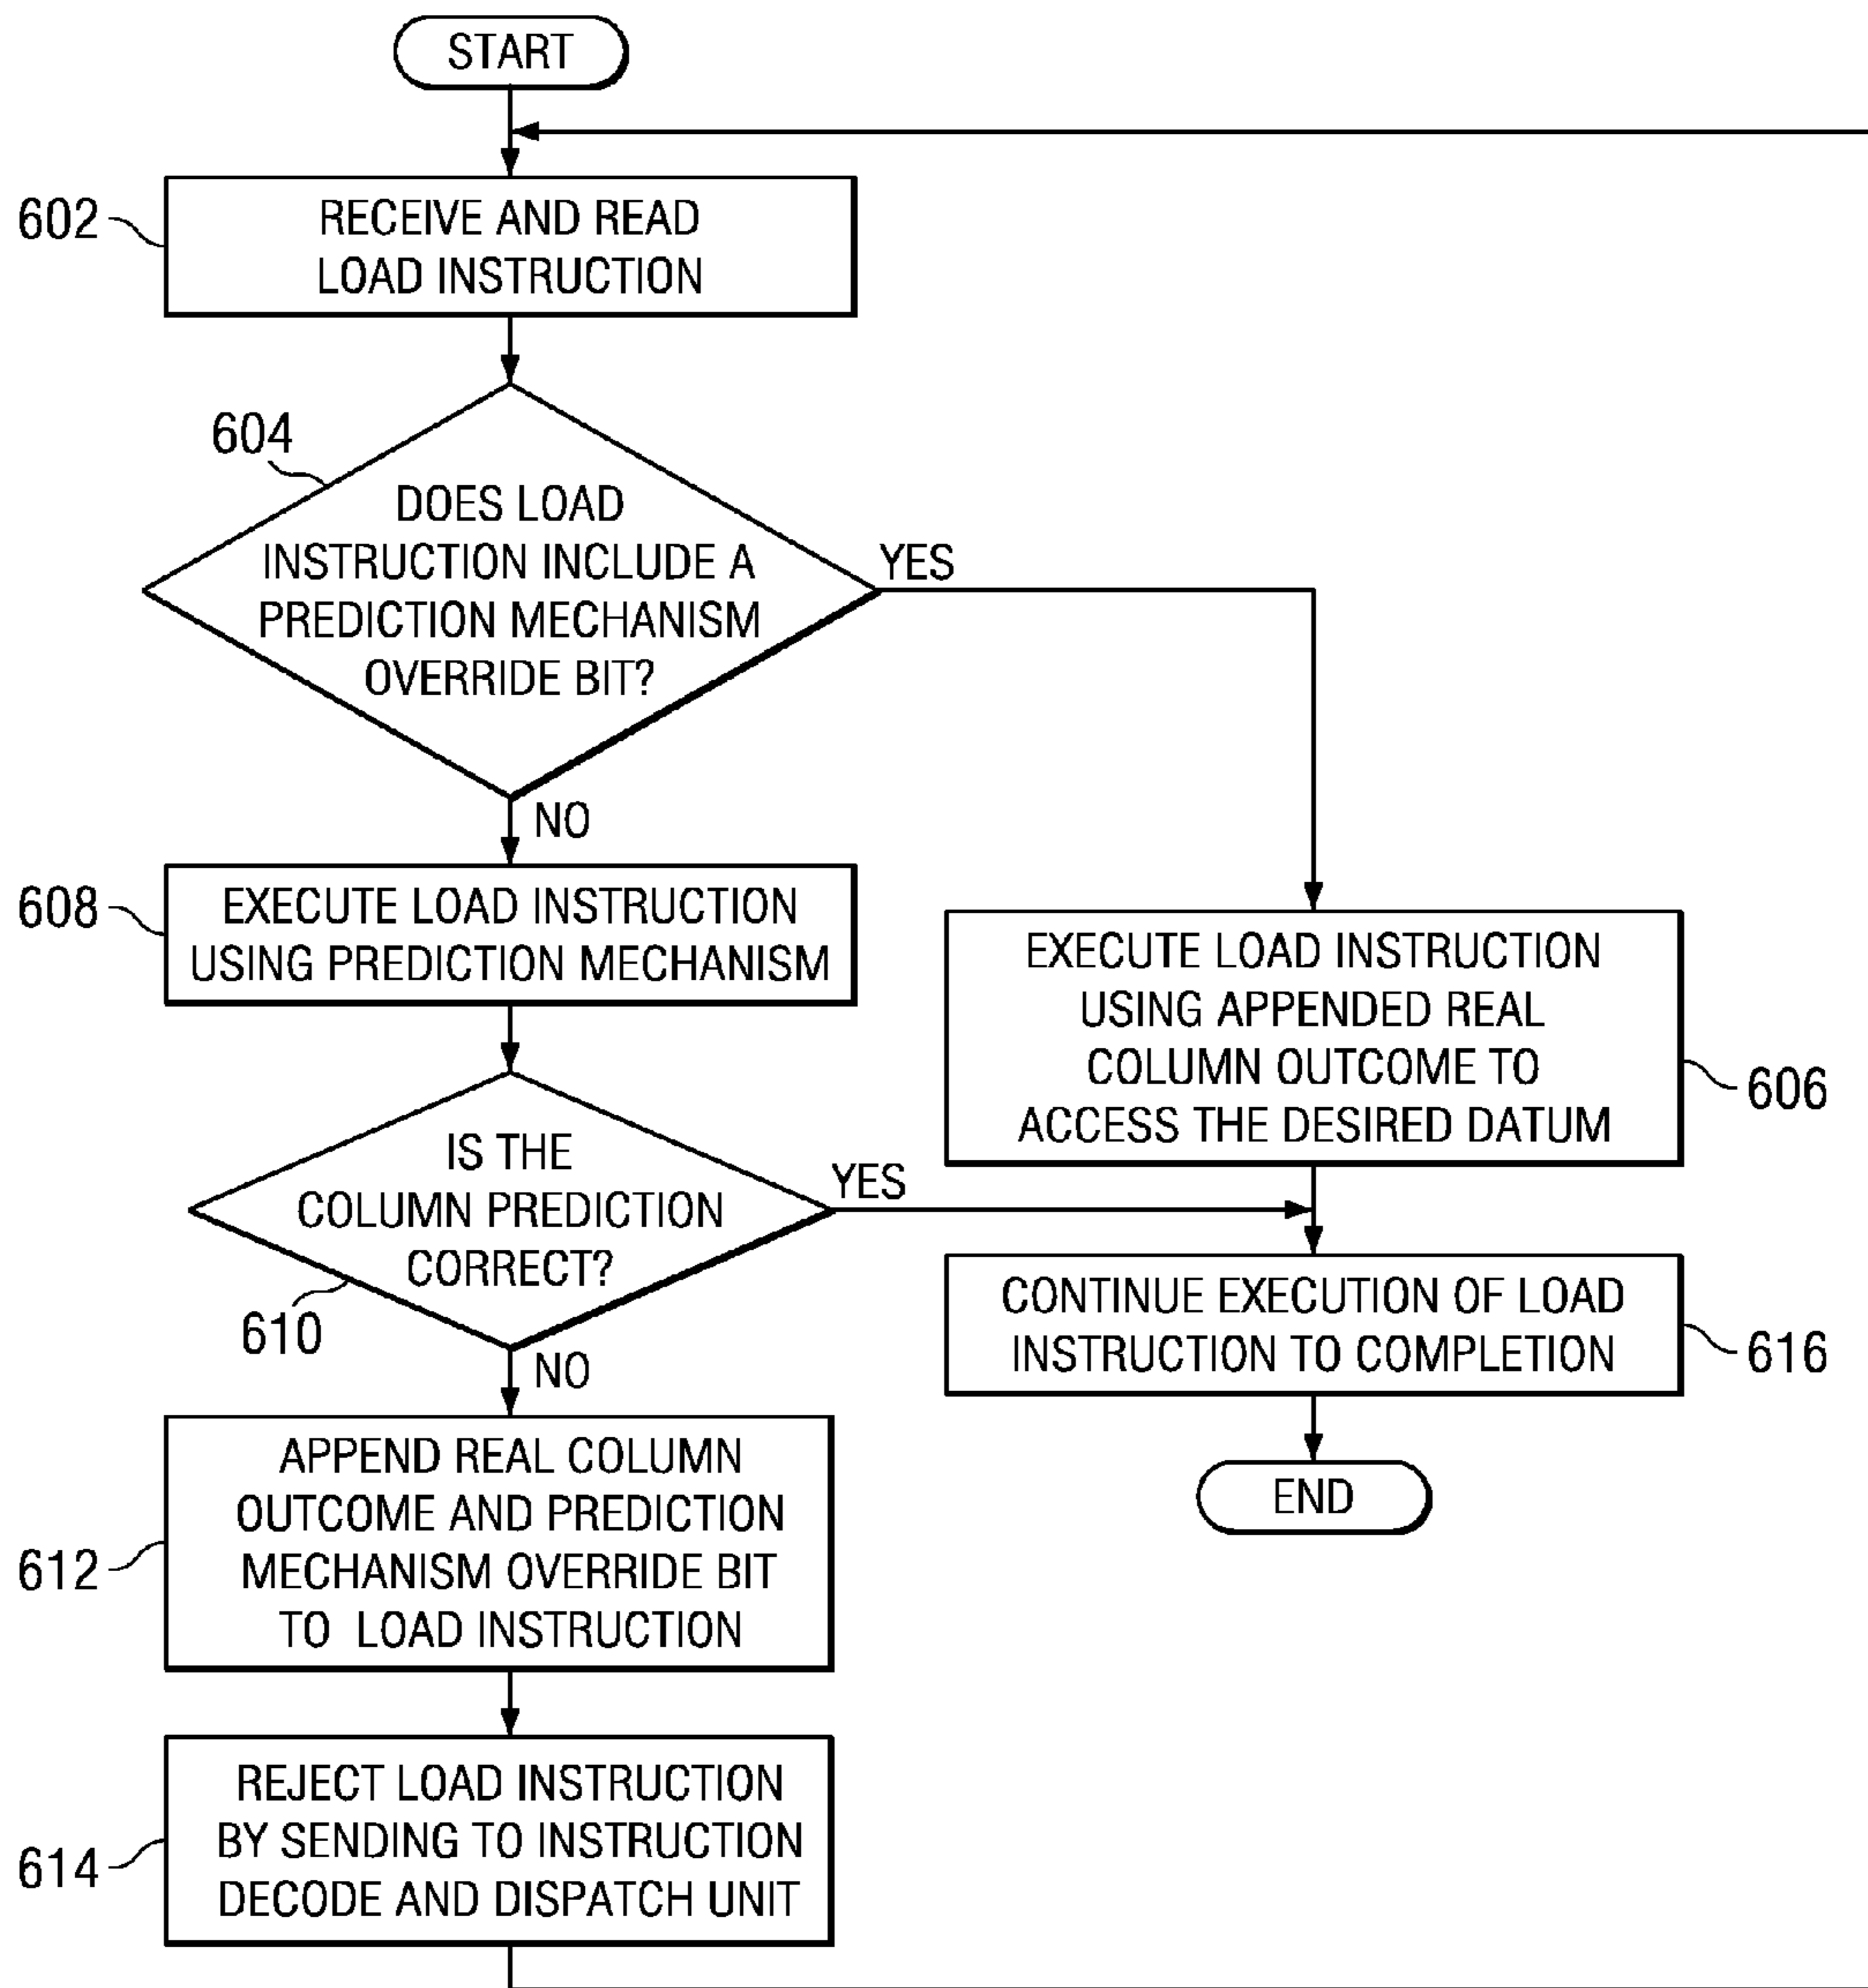 START
602
RECEIVE AND READ
LOAD INSTRUCTION
604
DOES LOAD
INSTRUCTION INCLUDE A
PREDICTION MECHANISM
OVERRIDE BIT?
YES
NO
608
EXECUTE LOAD INSTRUCTION
USING PREDICTION MECHANISM
EXECUTE LOAD INSTRUCTION
USING APPENDED REAL
COLUMN OUTCOME TO
ACCESS THE DESIRED DATUM
606
IS THE
COLUMN PREDICTION
CORRECT?
YES
610
NO
CONTINUE EXECUTION OF LOAD
INSTRUCTION TO COMPLETION
616
END
612
APPEND REAL COLUMN
OUTCOME AND PREDICTION
MECHANISM OVERRIDE BIT
TO LOAD INSTRUCTION
614
REJECT LOAD INSTRUCTION
BY SENDING TO INSTRUCTION
DECODE AND DISPATCH UNIT